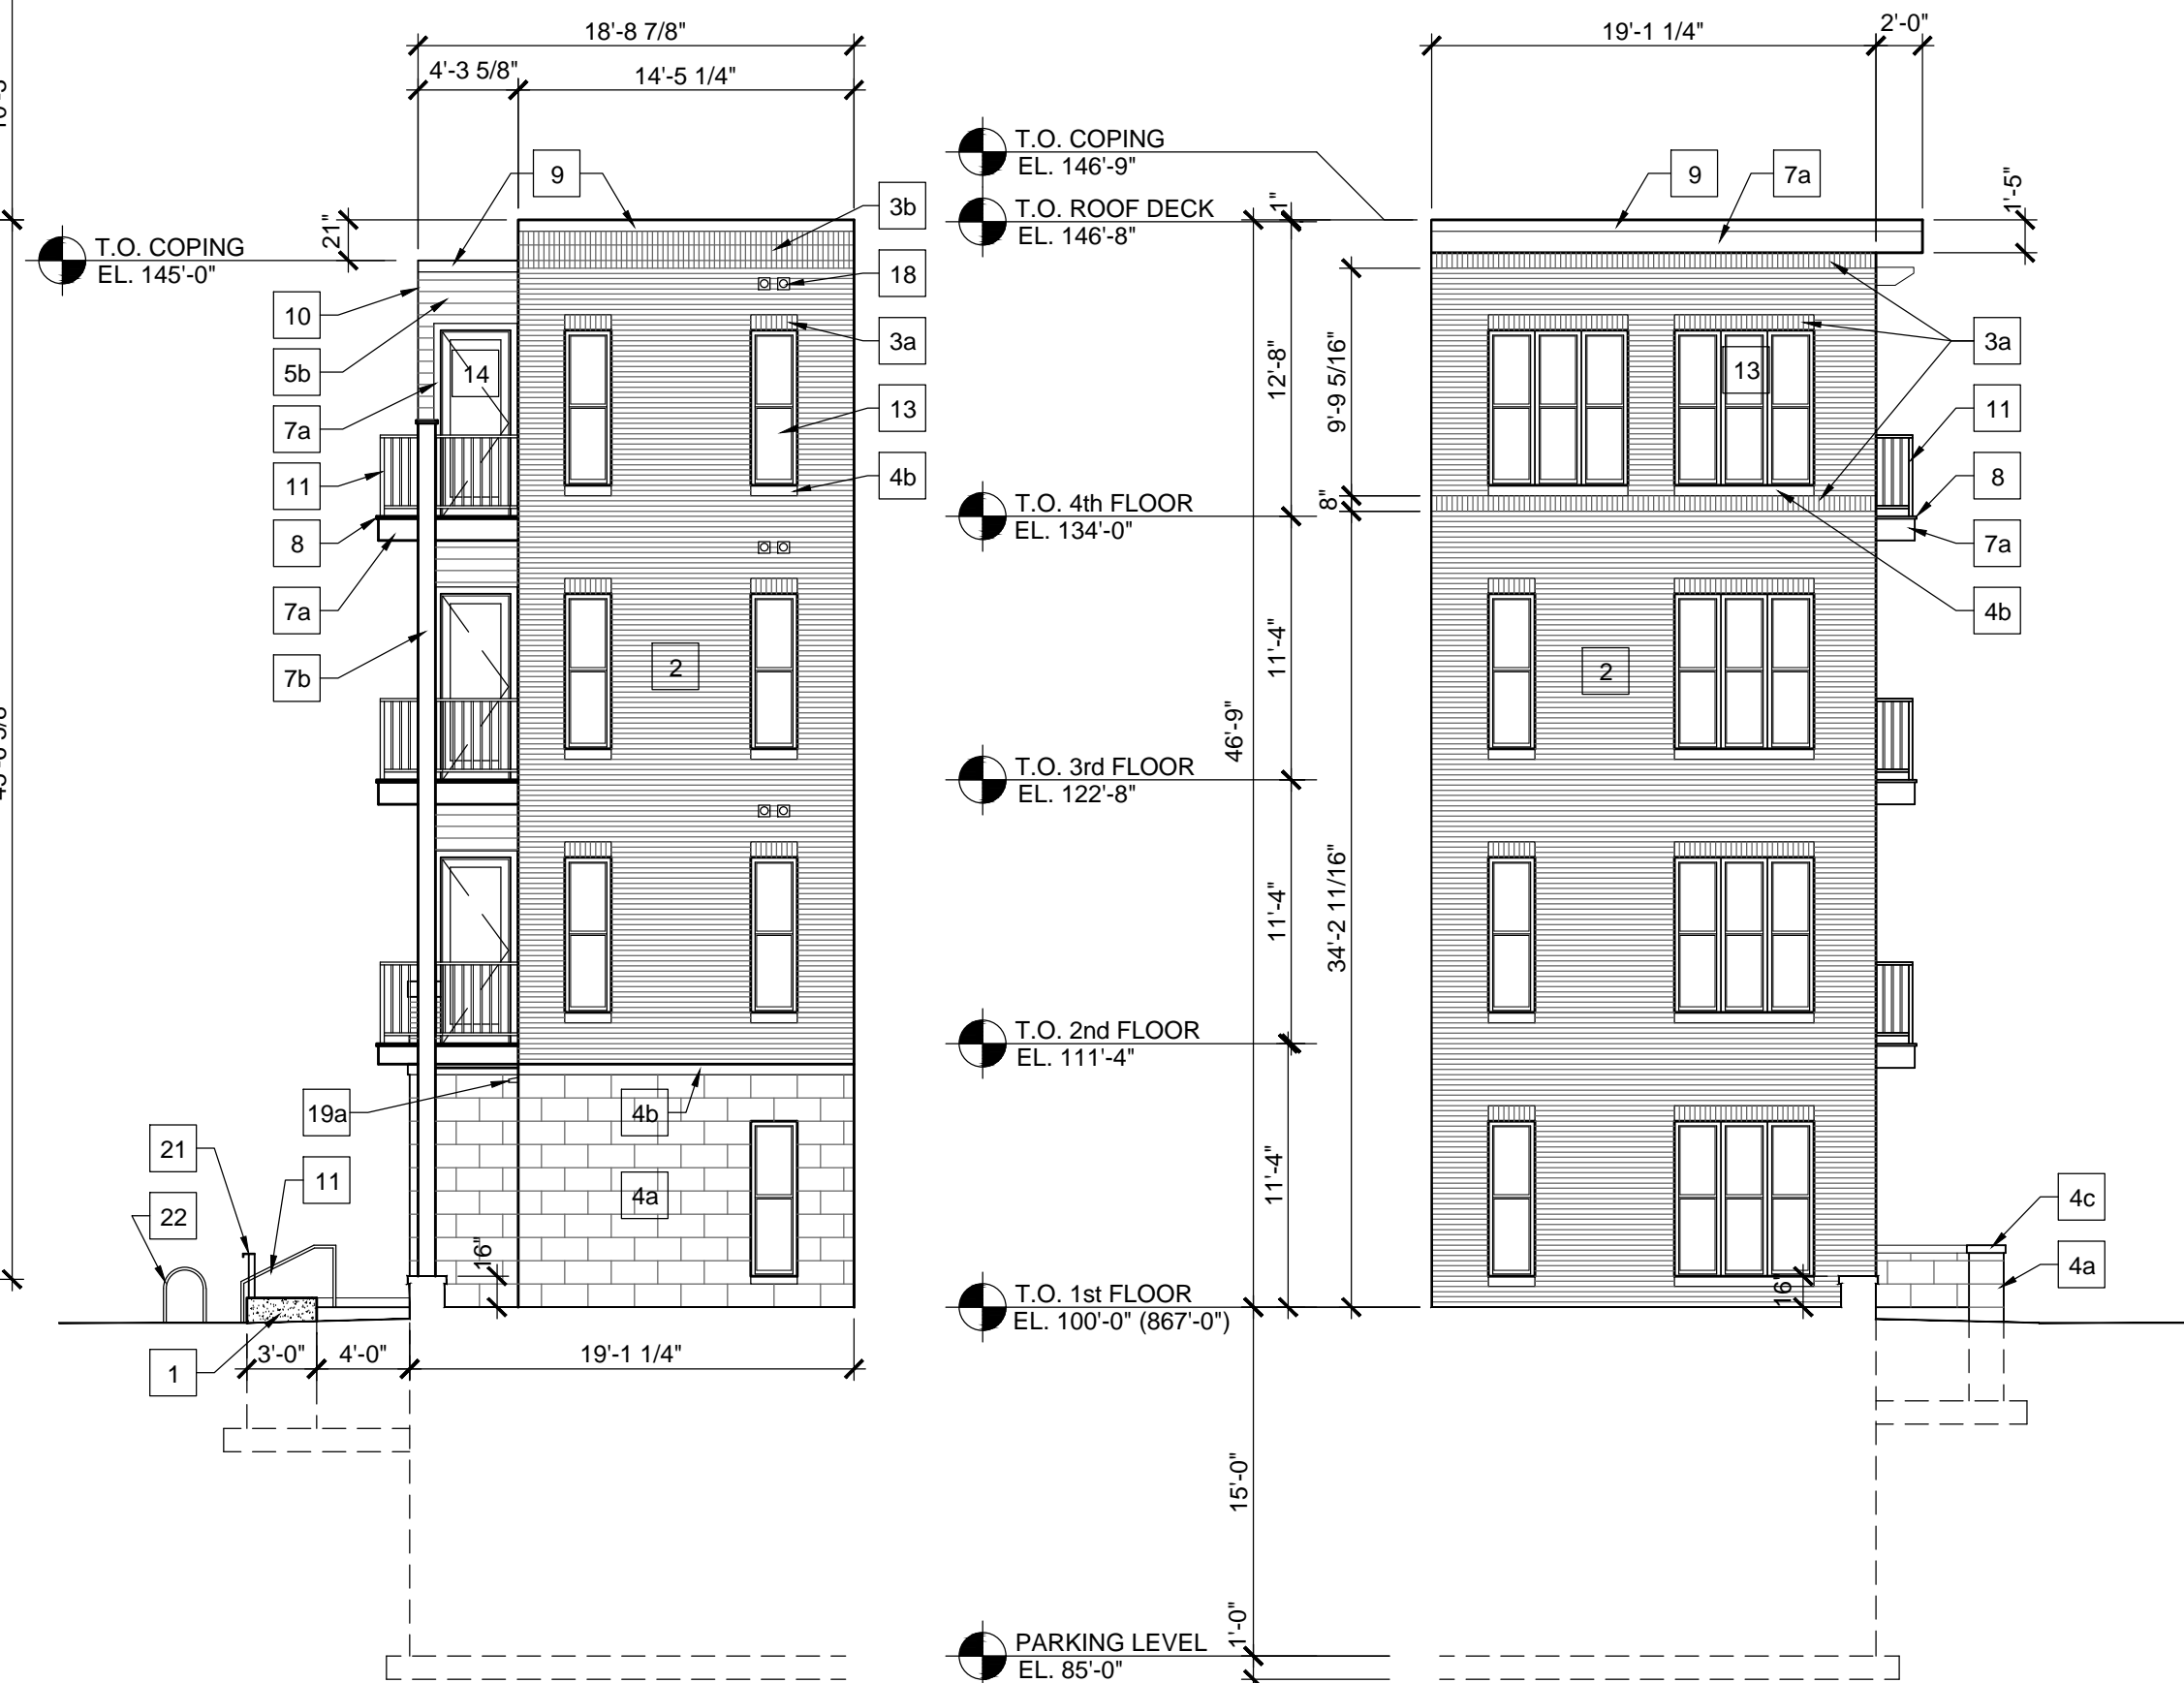 18'-8 7/8"
19'-1 1/4"
2'-0"
4'-3 5/8"
14'-5 1/4"
T.O. COPING
EL. 146'-9"
9
9
7a
1'-5"
3b
T.O. ROOF DECK
EL. 146'-8"
1"
21"
T.O. COPING
EL. 145'-0"
18
10
3a
3a
5b
14
13
12'-8"
9'-9 5/16"
7a
13
11
11
4b
8
8"
T.O. 4th FLOOR
EL. 134'-0"
8
7a
7a
4b
7b
2
11'-4"
2
46'-9"
T.O. 3rd FLOOR
EL. 122'-8"
11'-4"
34'-2 11/16"
T.O. 2nd FLOOR
EL. 111'-4"
19a
4b
21
11
4a
11'-4"
4c
22
16"
4a
T.O. 1st FLOOR
EL. 100'-0" (867'-0")
16"
1
3'-0"
4'-0"
19'-1 1/4"
15'-0"
1'-0"
PARKING LEVEL
EL. 85'-0"